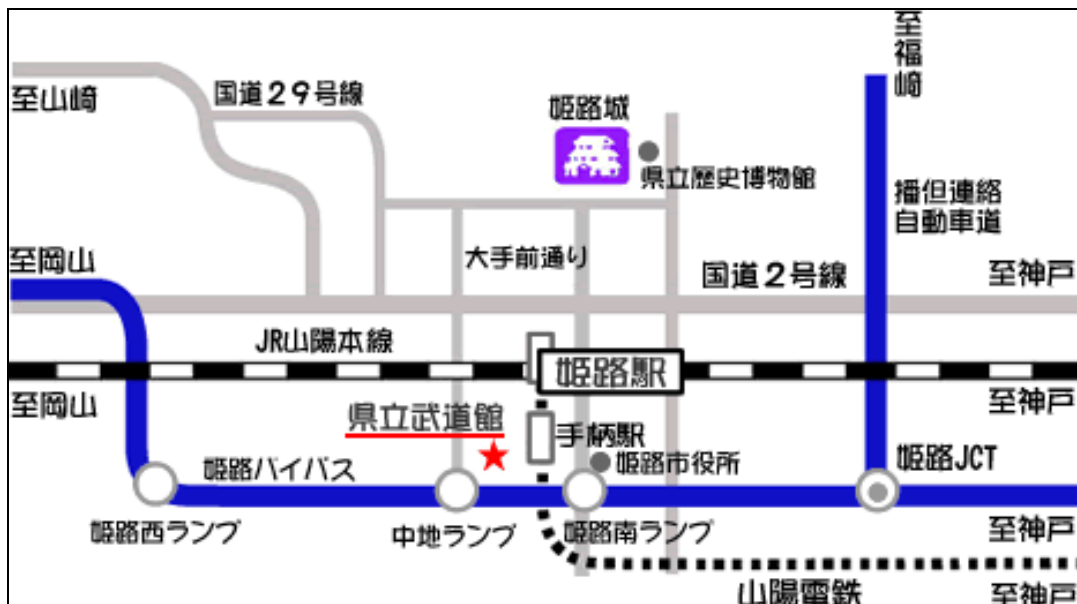 至福崎
至山崎
国道29号線
姫路城
県立歴史博物館
播但連絡
自動車道
至岡山
大手前通り
国道2号線
至神戸
JR山陽本線
姫路駅
至岡山
至神戸
県立武道館
手柄駅
姫路バイパス
姫路市役所
姫路JCT
姫路西ランプ
中地ランプ
姫路南ランプ
至神戸
山陽電鉄
至神戸